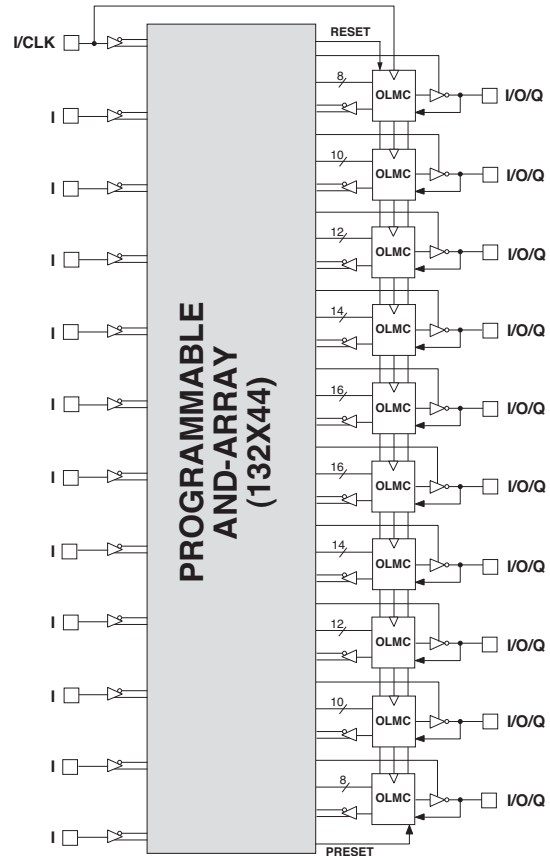 RESET
I/CLK
8
OLMC
I/O/Q
I
10
OLMC
I/O/Q
I
12
OLMC
I/O/Q
I
14
OLMC
I/O/Q
I
16
OLMC
I/O/Q
I
16
OLMC
I/O/Q
I
14
OLMC
I/O/Q
I
12
OLMC
I/O/Q
I
10
OLMC
I/O/Q
I
8
OLMC
I/O/Q
I
I
PRESET
PROGRAMMABLE
AND-ARRAY
(132X44)